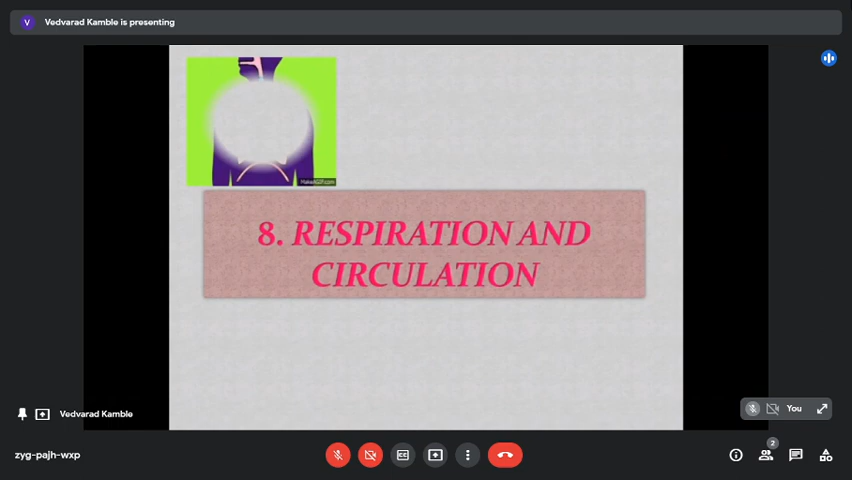 V Vedvarad Kamble is presenting
8. RESPIRATION AND
CIRCULATION
Vedvarad Kamble
You
zyg-pajh-wxp
2